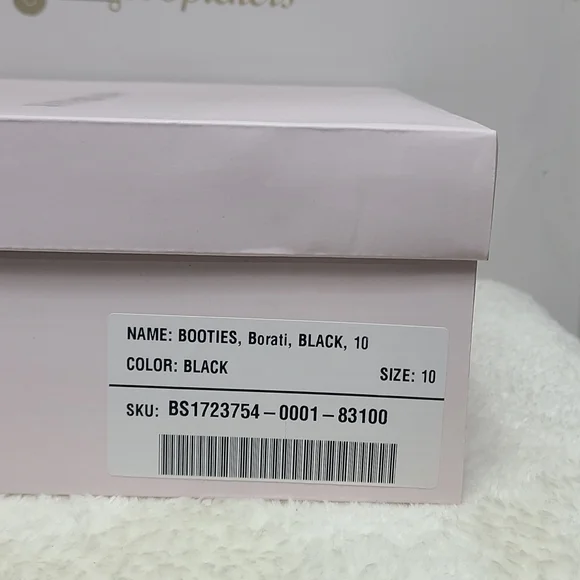 NAME: BOOTIES, Borati, BLACK, 10
COLOR: BLACK
SIZE: 10
SKU: BS1723754-0001-83100